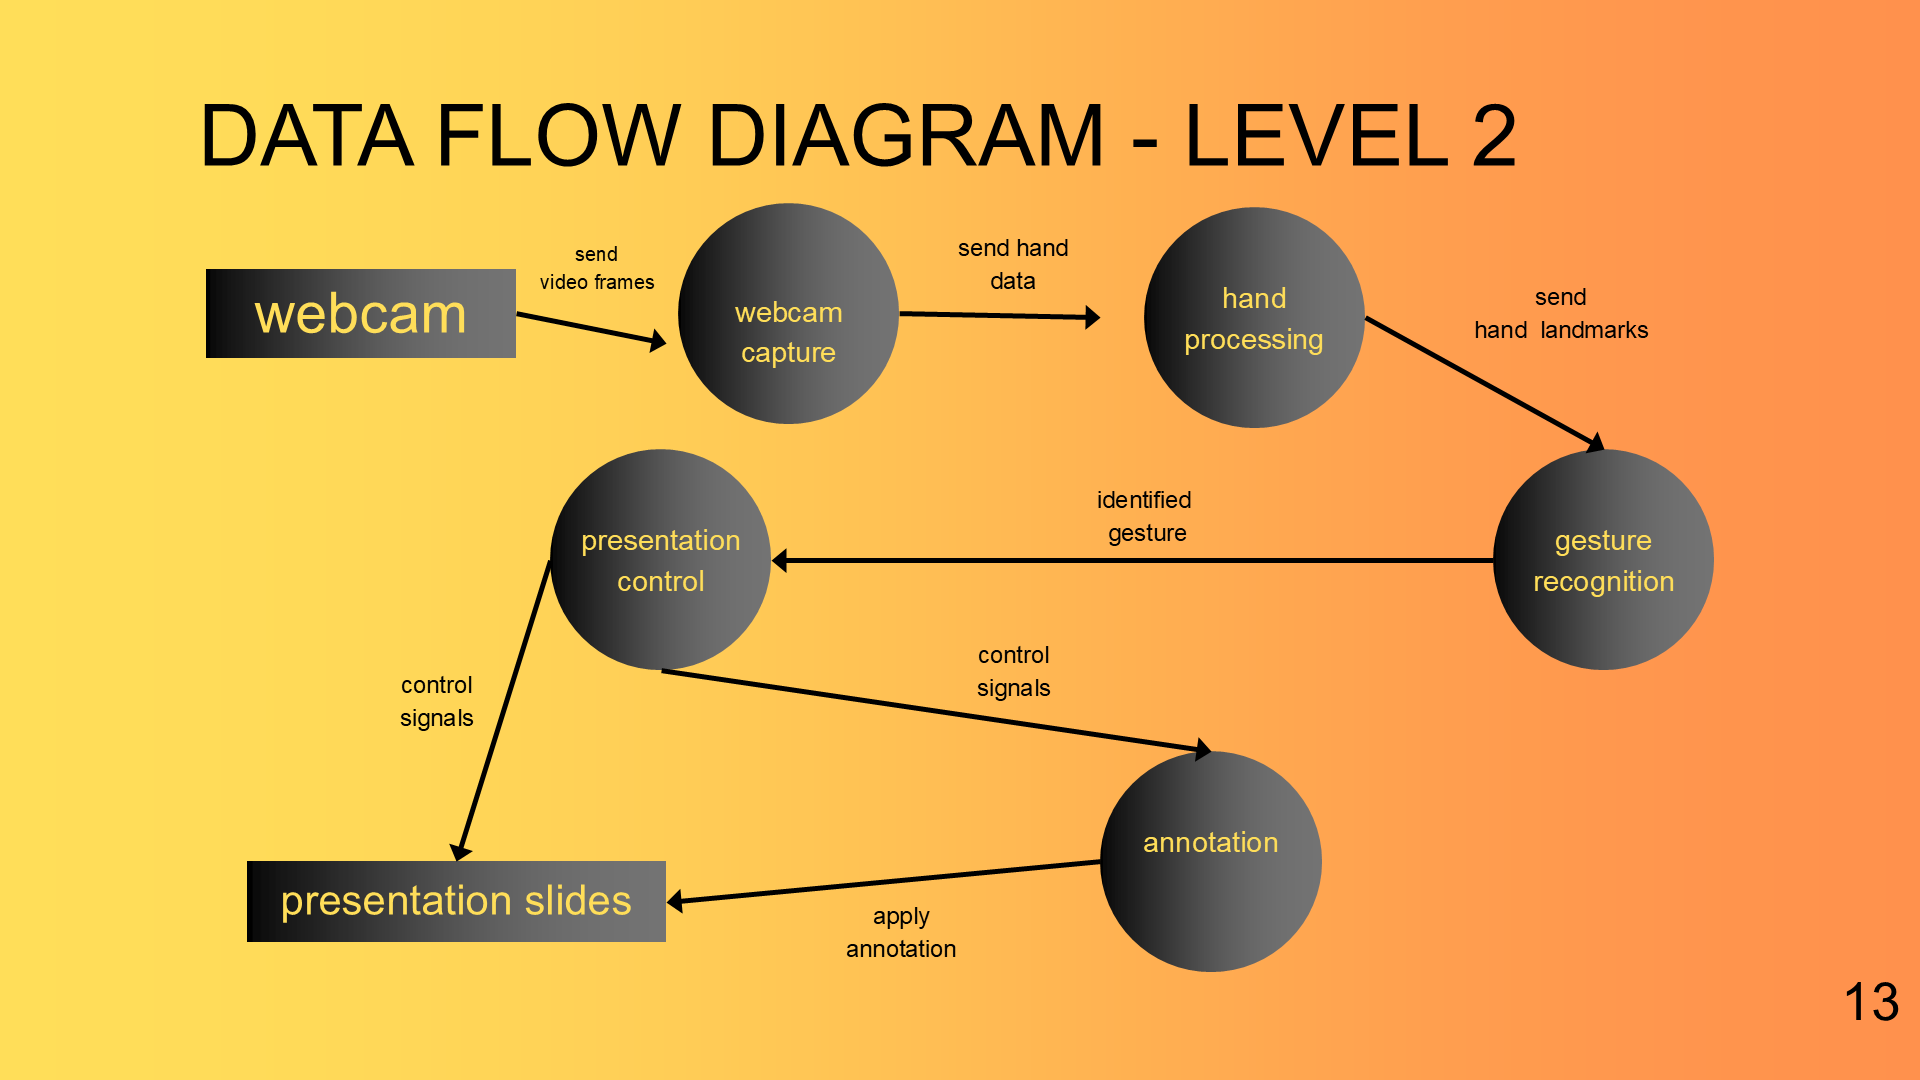 DATA FLOW DIAGRAM - LEVEL 2
webcam
send
video frames
webcam
capture
send hand
data
hand
processing
send
hand landmarks
gesture
recognition
identified
gesture
presentation
control
control
signals
control
signals
annotation
apply
annotation
presentation slides
13